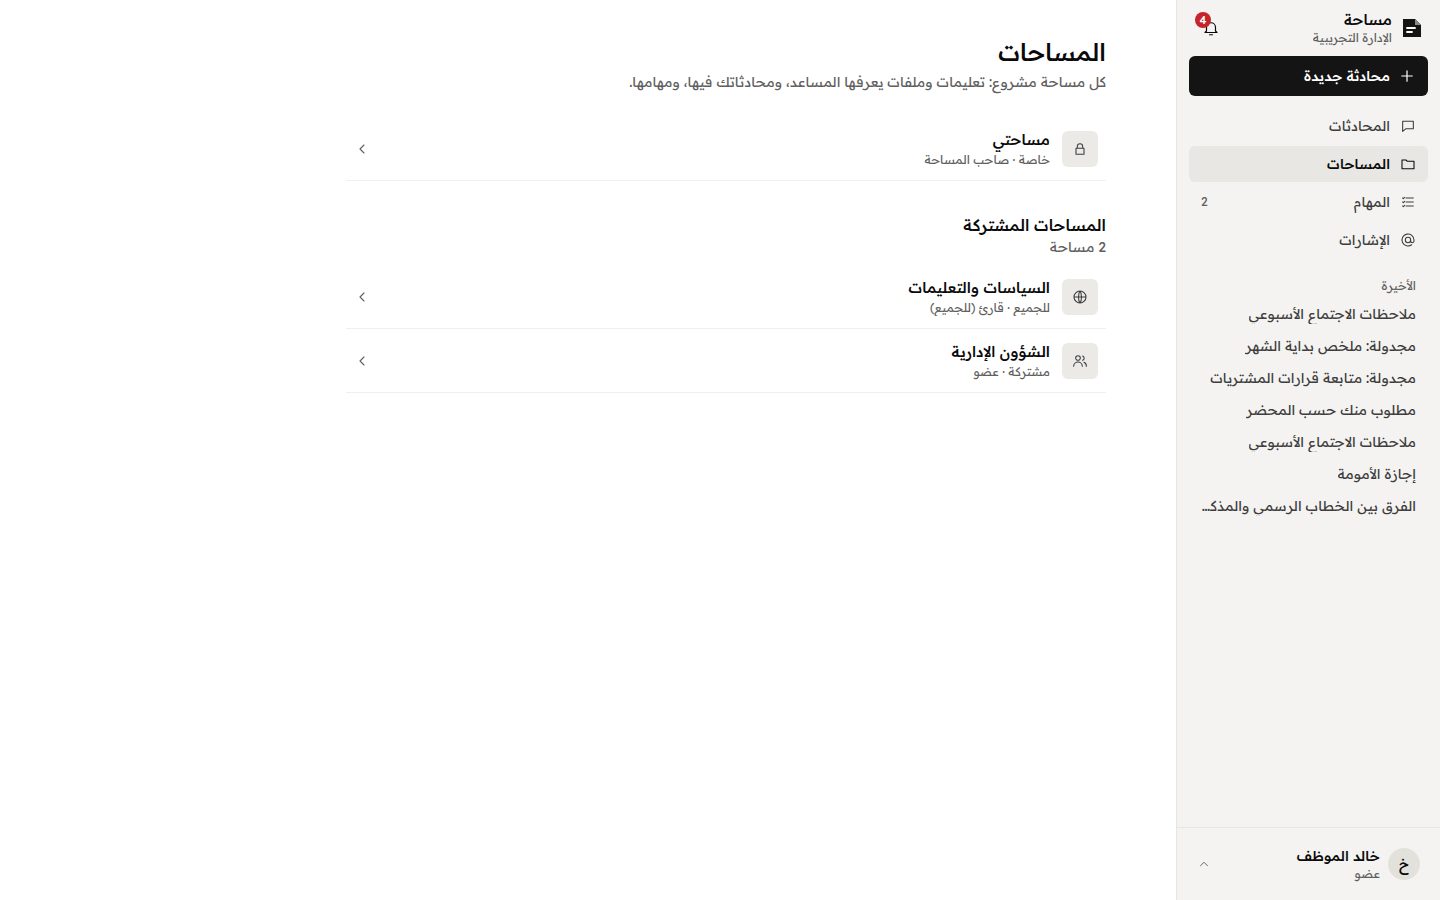 مساحة
الإدارة التجريبية
4
محادثة جديدة
المحادثات
المساحات
المهام
2
الإشارات
الأخيرة
ملاحظات الاجتماع الأسبوعي
مجدولة: ملخص بداية الشهر
مجدولة: متابعة قرارات المشتريات
مطلوب منك حسب المحضر
ملاحظات الاجتماع الأسبوعي
إجازة الأمومة
الفرق بين الخطاب الرسمي والمذك...
خالد الموظف
عضو
خ
المساحات
كل مساحة مشروع: تعليمات وملفات يعرفها المساعد، ومحادثاتك فيها، ومهامها.
مساحتي
خاصة · صاحب المساحة
المساحات المشتركة
2 مساحة
السياسات والتعليمات
للجميع · قارئ (للجميع)
الشؤون الإدارية
مشتركة · عضو